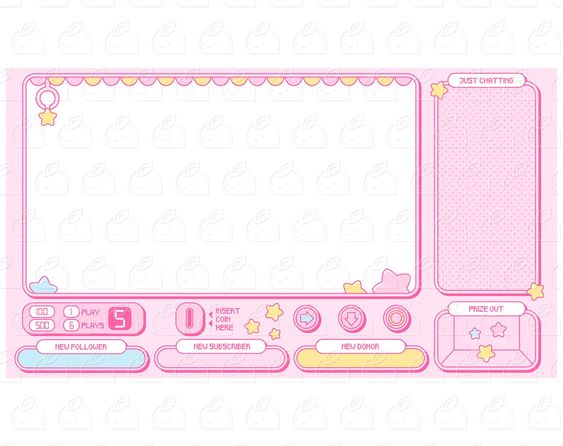 JUST CHATTING
100 1 PLAY
500 6 PLAYS
5
INSERT
COIN
HERE
PRIZE OUT
NEW FOLLOWER
NEW SUBSCRIBER
NEW DONOR